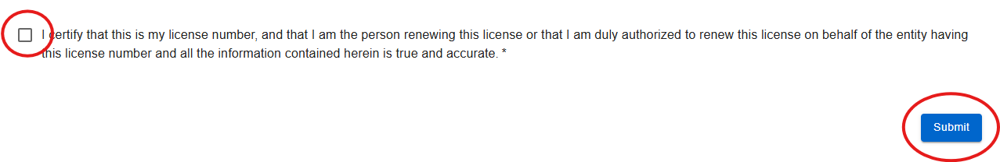 I certify that this is my license number, and that I am the person renewing this license or that I am duly authorized to renew this license on behalf of the entity having
this license number and all the information contained herein is true and accurate. *
Submit